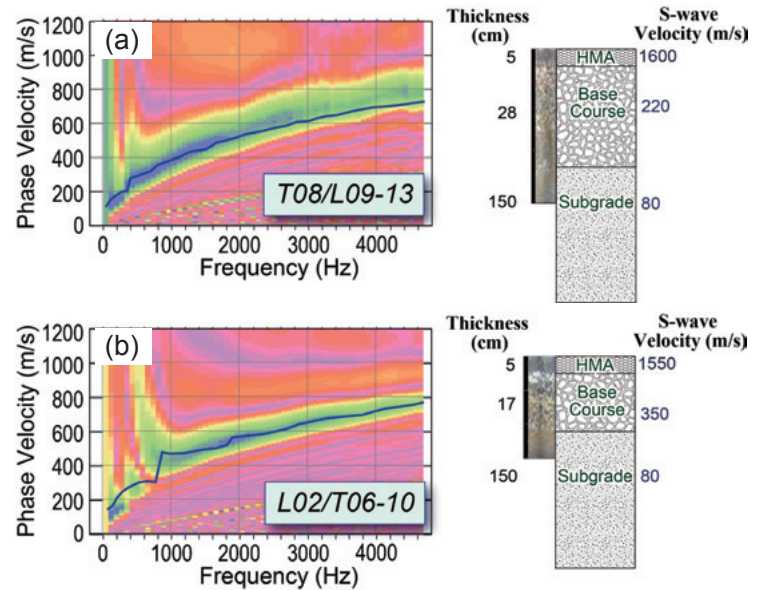 (a)
Phase Velocity (m/s)
1200
1000
800
600
400
200
0
0 1000 2000 3000 4000
Frequency (Hz)
T08/L09-13
Thickness
(cm)
S-wave
Velocity (m/s)
5
HMA
1600
28
Base
Course
220
150
Subgrade
80
(b)
Phase Velocity (m/s)
1200
1000
800
600
400
200
0
0 1000 2000 3000 4000
Frequency (Hz)
L02/T06-10
Thickness
(cm)
S-wave
Velocity (m/s)
5
HMA
1550
17
Base
Course
350
150
Subgrade
80